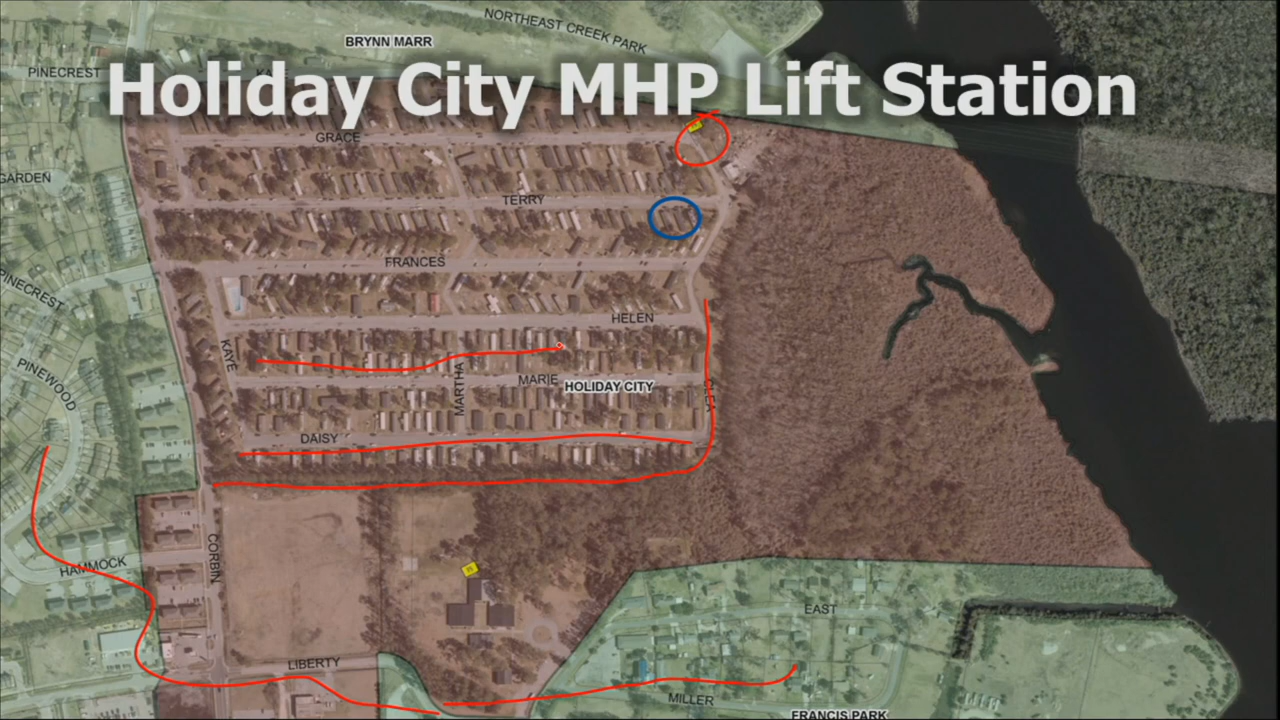 NORTHEAST CREEK PARK
BRYNN MARR
PINECREST
Holiday City MHP Lift Station
GRACE
GARDEN
TERRY
FRANCES
PINECREST
HELEN
KAYE
PINEWOOD
MARTHA
MARIE
HOLIDAY CITY
DAISY
CORBIN
HAMMOCK
EAST
LIBERTY
MILLER
FRANCIS PARK